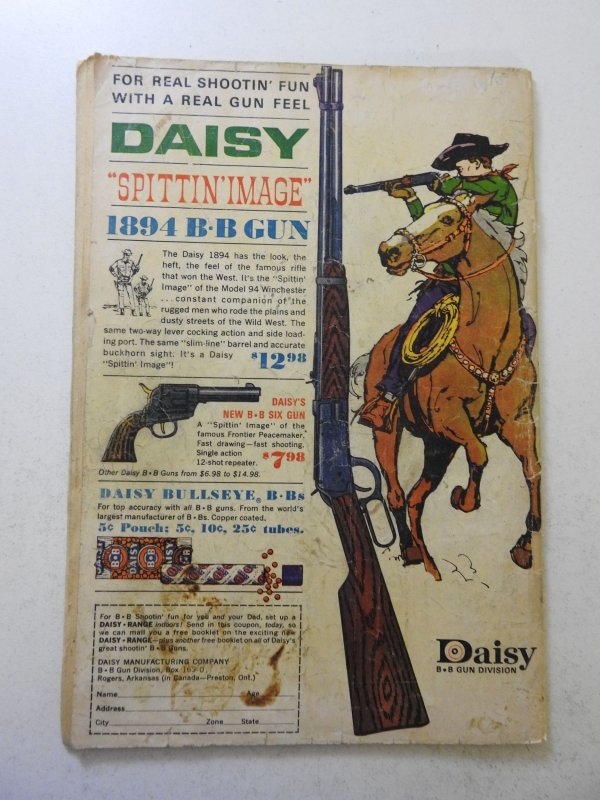 FOR REAL SHOOTIN' FUN
WITH A REAL GUN FEEL
DAISY
"SPITTIN' IMAGE"
1894 B•B GUN
The Daisy 1894 has the look, the
heft, the feel of the famous rifle
that won the West. It's the "Spittin'
Image" of the Model 94 Winchester
...constant companion of the
rugged men who rode the plains and
dusty streets of the Wild West. The
same two-way lever cocking action and side load-
ing port. The same "slim-line" barrel and accurate
buckhorn sight. It's a Daisy
"Spittin' Image"!
$12 98
DAISY'S
NEW B•B SIX GUN
A "Spittin' Image" of the
famous Frontier Peacemaker.
Fast drawing—fast shooting.
Single action
12-shot repeater.
$7 98
Other Daisy B•B Guns from $6.98 to $14.98.
DAISY BULLSEYE® B•Bs
For top accuracy with all B•B guns. From the world's
largest manufacturer of B•Bs. Copper coated.
5¢ Pouch; 5¢, 10¢, 25¢ tubes.
DAISY
B•B
For B•B Shootin' fun for you and your Dad, set up a
DAISY•RANGE indoors! Send in this coupon, today, so
we can mail you a free booklet on the exciting new
DAISY•RANGE—plus another free booklet on all of Daisy's
great shootin' B•B Guns.
DAISY MANUFACTURING COMPANY
B•B Gun Division, Box
Rogers, Arkansas (in Canada—Preston, Ont.)
Name Age
Address
City Zone State
Daisy
B•B GUN DIVISION